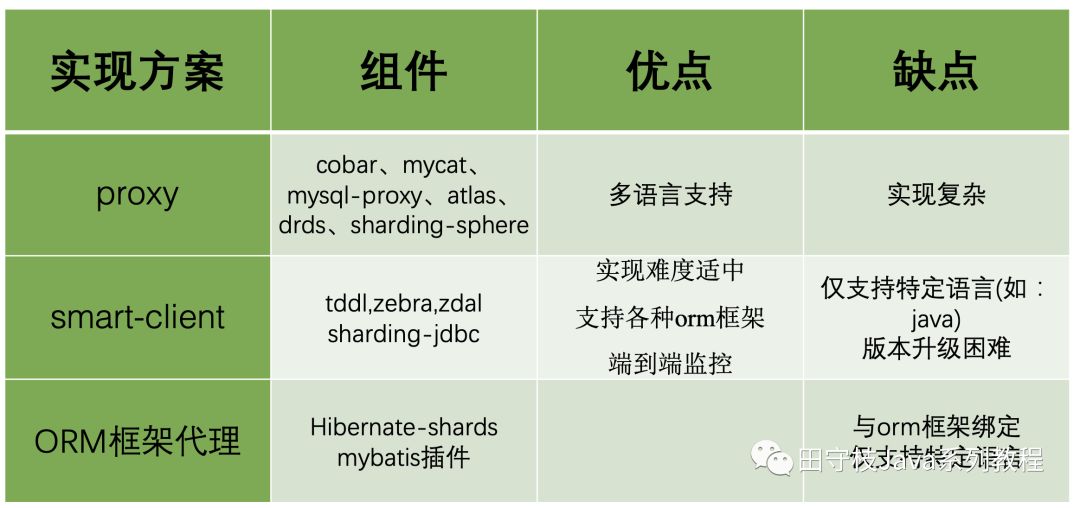 实现方案
组件
优点
缺点
proxy
cobar、mycat、
mysql-proxy、atlas、
drds、sharding-sphere
多语言支持
实现复杂
smart-client
tddl,zebra,zdal
sharding-jdbc
实现难度适中
支持各种orm框架
端到端监控
仅支持特定语言(如：
java)
版本升级困难
ORM框架代理
Hibernate-shards
mybatis插件
与orm框架绑定
仅支持特定语言
田守枝Java系列教程